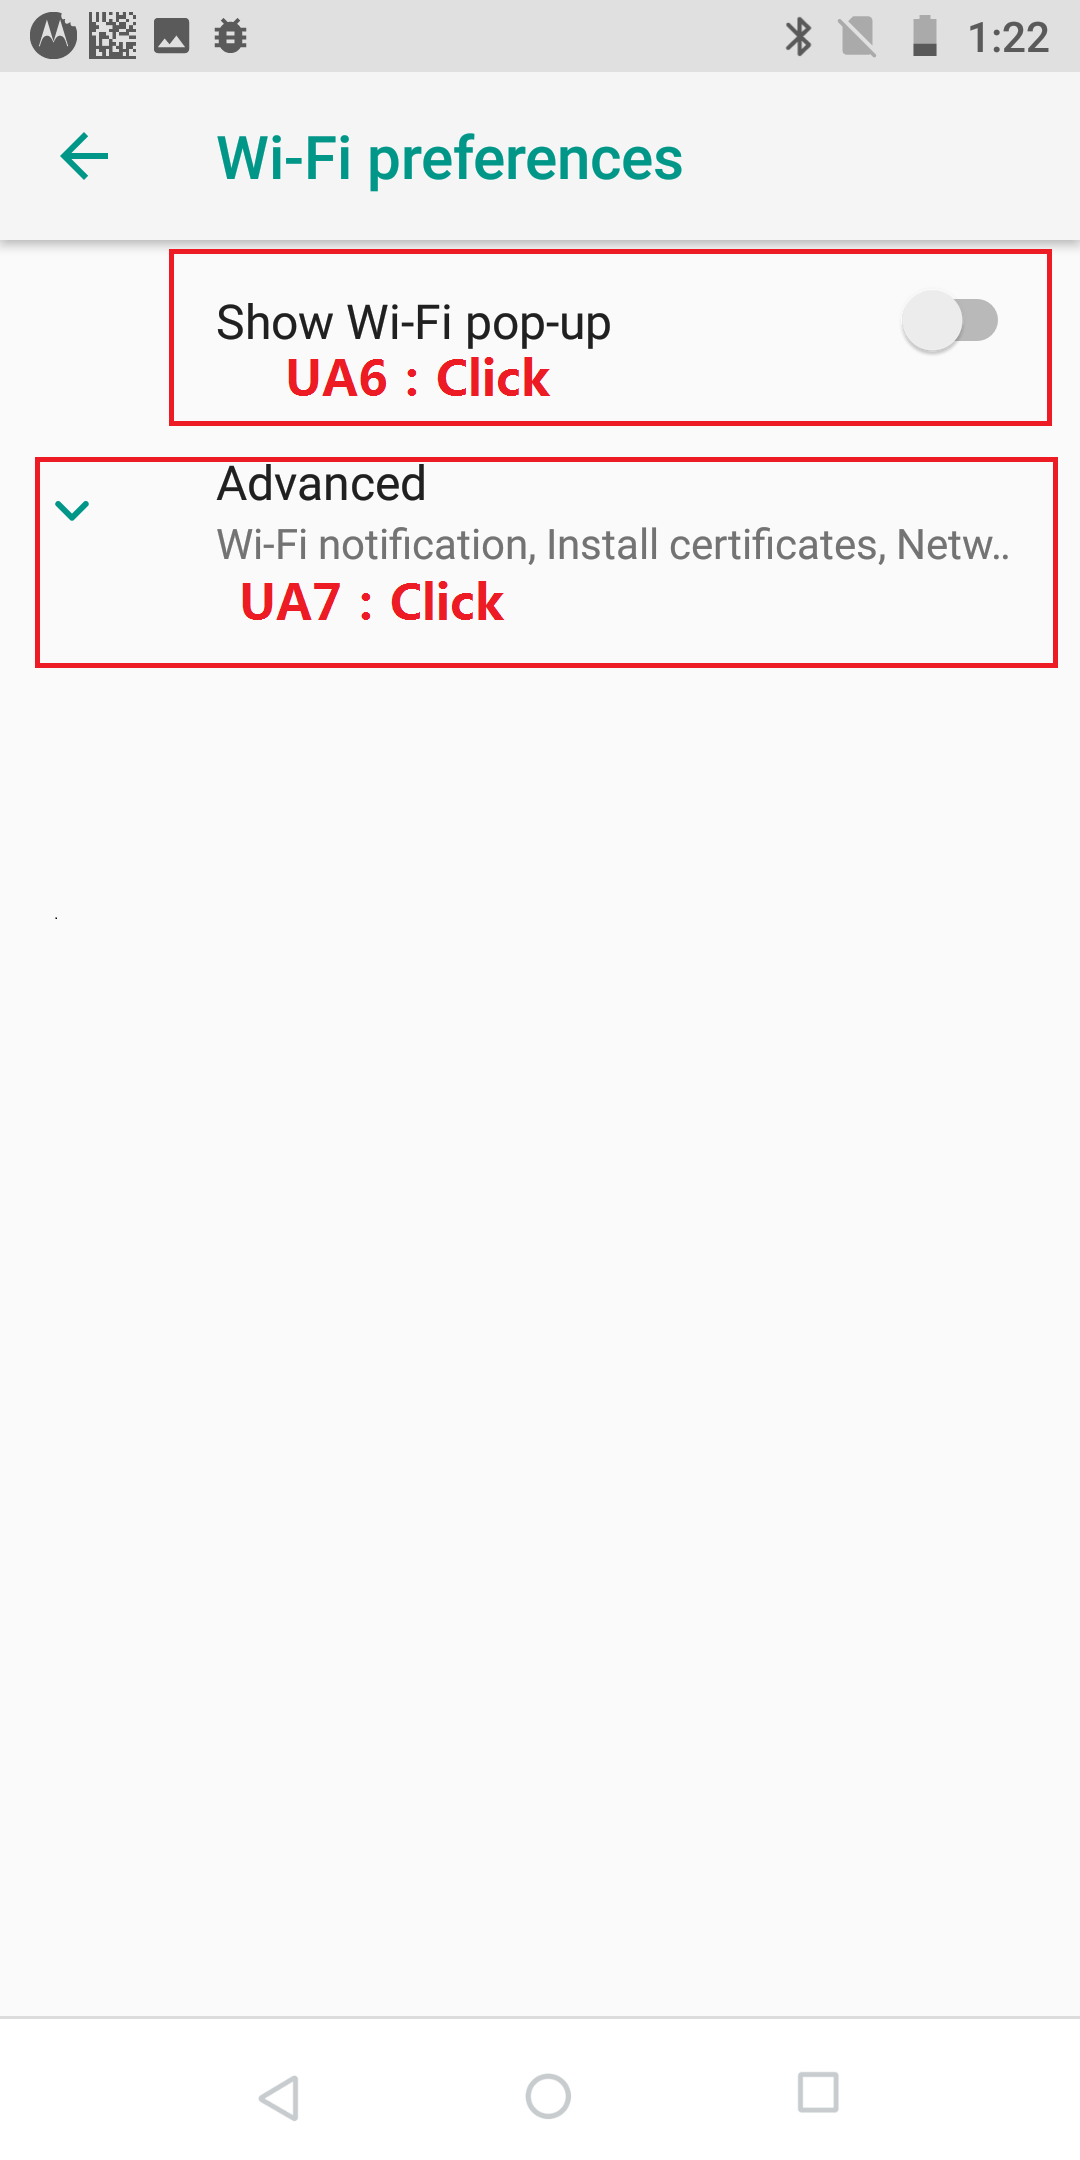 1:22
Wi-Fi preferences
Show Wi-Fi pop-up
UA6 : Click
Advanced
Wi-Fi notification, Install certificates, Netw..
UA7 : Click